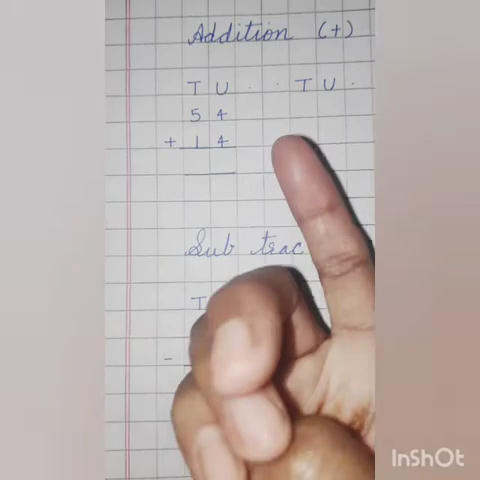 Addition (+)
T U T U
5 4
+ 1 4
Sub trac
T
-
InShOt